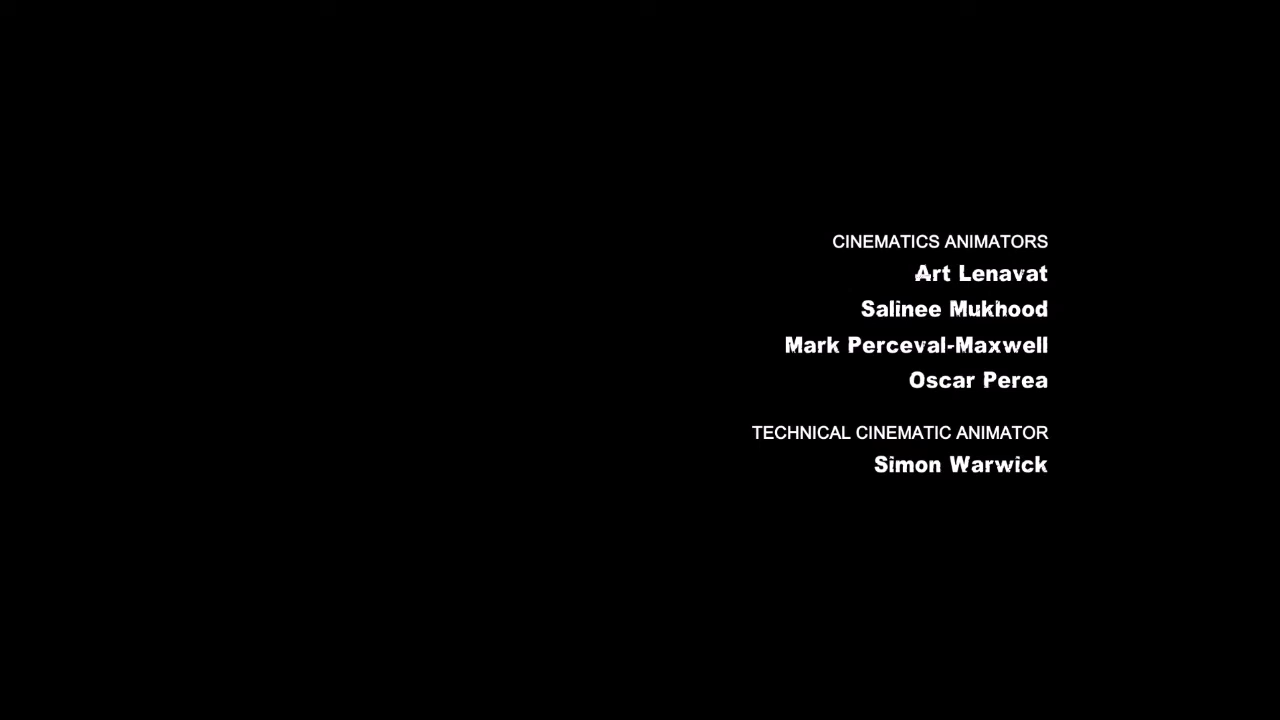 CINEMATICS ANIMATORS
Art Lenavat
Salinee Mukhood
Mark Perceval-Maxwell
Oscar Perea
TECHNICAL CINEMATIC ANIMATOR
Simon Warwick